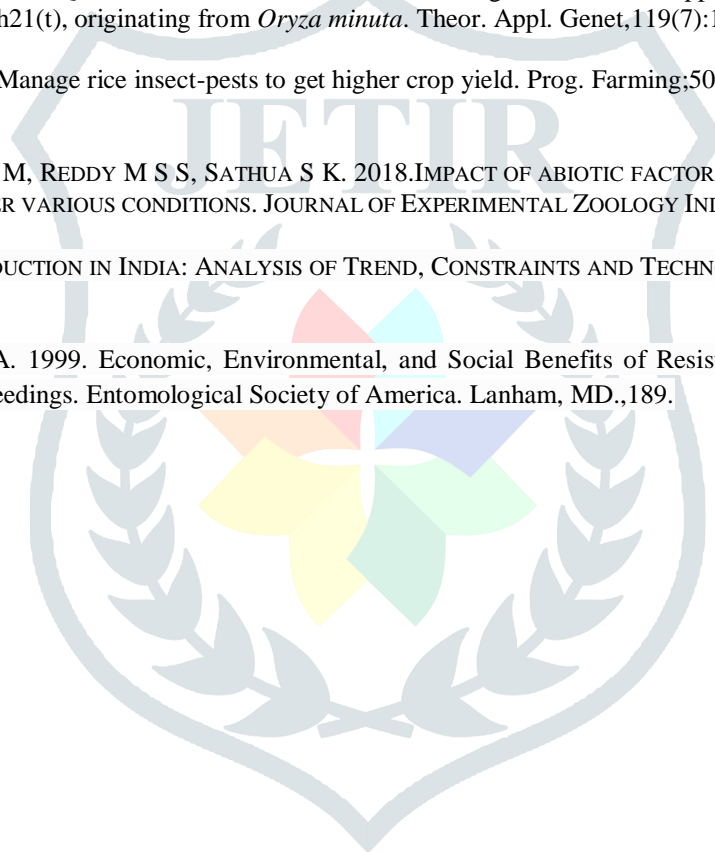 h21(t), originating from Oryza minuta. Theor. Appl. Genet,119(7):1
Manage rice insect-pests to get higher crop yield. Prog. Farming;50
JETIR
M, REDDY M S S, SATHUA S K. 2018.IMPACT OF ABIOTIC FACTOR
ER VARIOUS CONDITIONS. JOURNAL OF EXPERIMENTAL ZOOLOGY IND
DUCTION IN INDIA: ANALYSIS OF TREND, CONSTRAINTS AND TECHNO
A. 1999. Economic, Environmental, and Social Benefits of Resis
eedings. Entomological Society of America. Lanham, MD.,189.